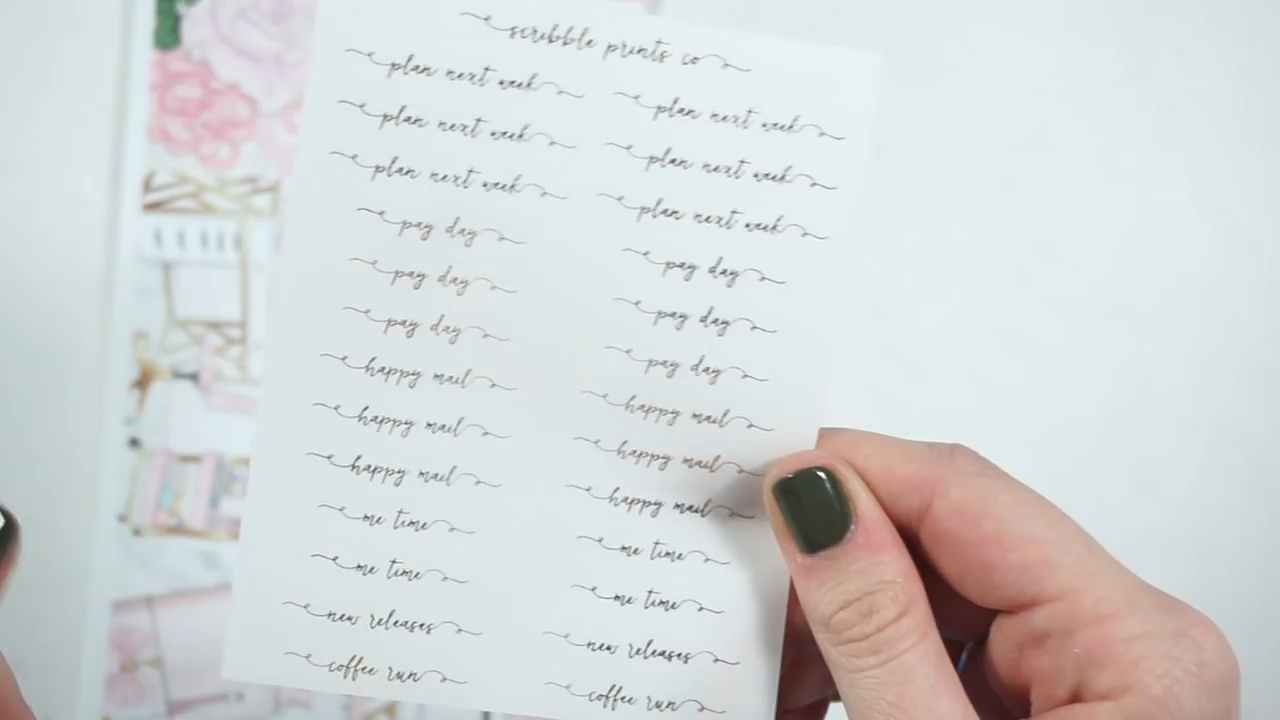 scribble prints co
plan next week plan next week
plan next week plan next week
plan next week plan next week
pay day pay day
pay day pay day
pay day pay day
happy mail happy mail
happy mail happy mail
happy mail happy mail
me time me time
me time me time
new releases new releases
coffee run coffee run